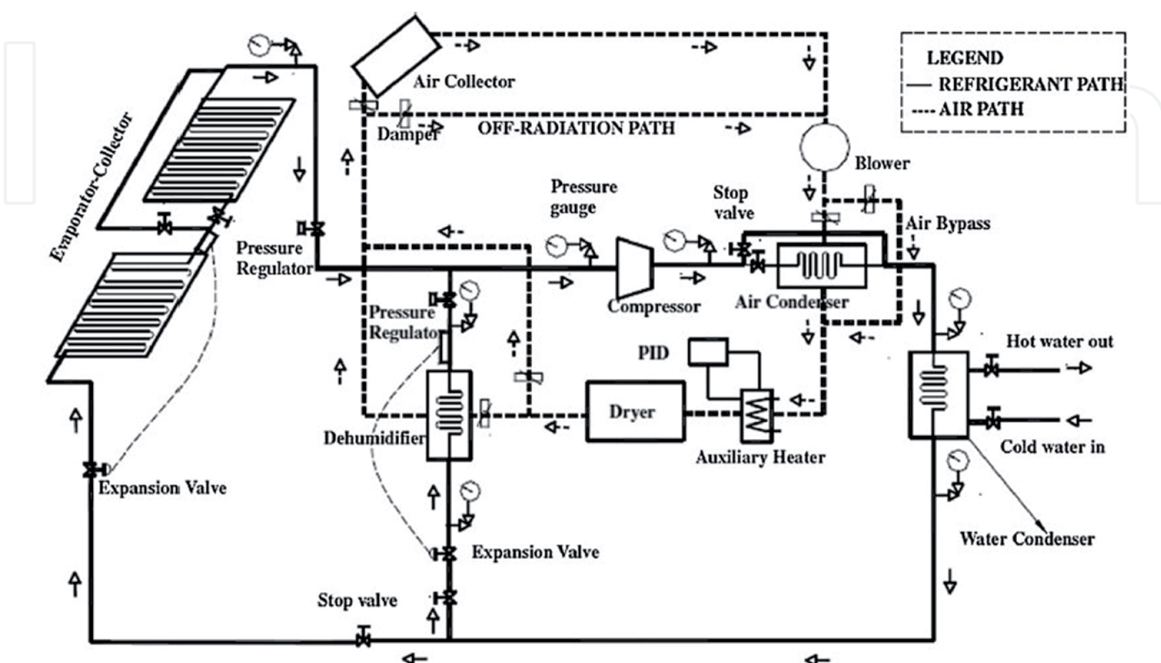 LEGEND
REFRIGERANT PATH
AIR PATH
Air Collector
Damper
OFF-RADIATION PATH
Evaporator-Collector
Blower
Pressure
gauge
Stop
valve
Air Bypass
Pressure
Regulator
Compressor
Air Condenser
Pressure
Regulator
PID
Hot water out
Dryer
Dehumidifier
Auxiliary Heater
Cold water in
Expansion Valve
Expansion Valve
Water Condenser
Stop valve